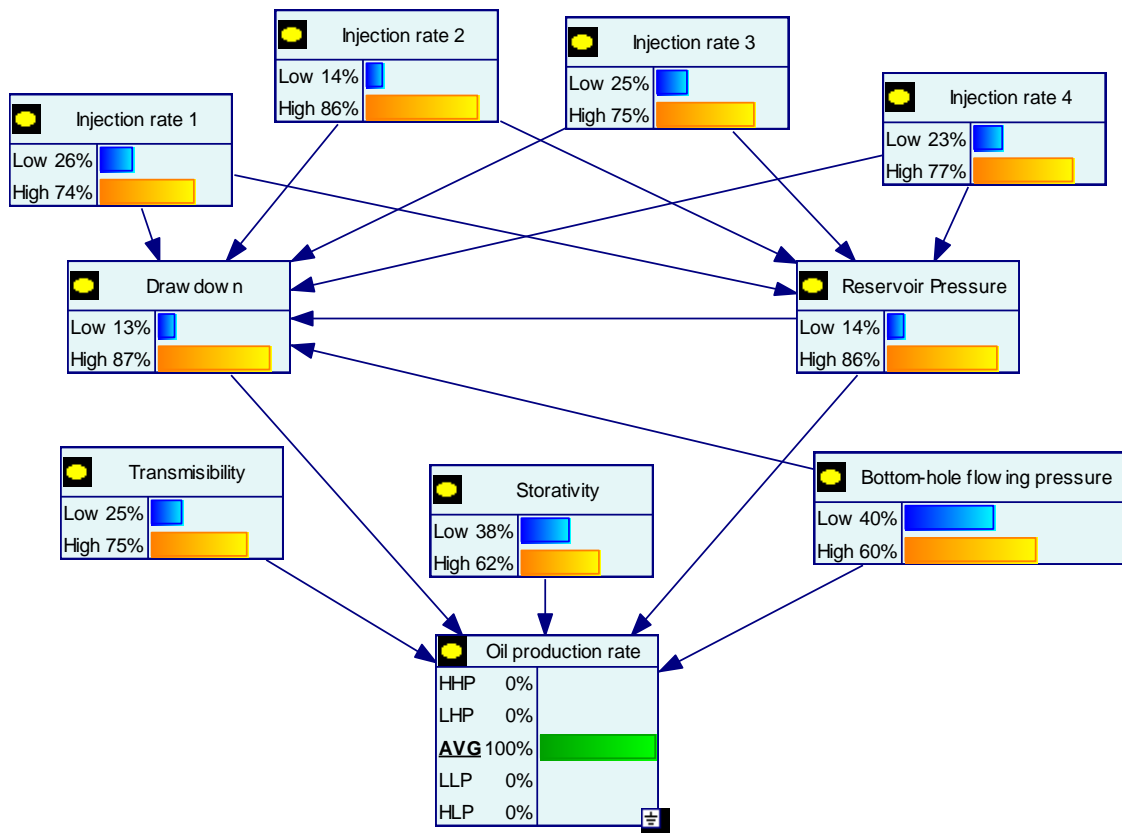 Injection rate 2
Low 14%
High 86%
Injection rate 3
Low 25%
High 75%
Injection rate 4
Low 23%
High 77%
Injection rate 1
Low 26%
High 74%
Draw dow n
Low 13%
High 87%
Reservoir Pressure
Low 14%
High 86%
Transmisibility
Low 25%
High 75%
Storativity
Low 38%
High 62%
Bottom-hole flow ing pressure
Low 40%
High 60%
Oil production rate
HHP 0%
LHP 0%
AVG 100%
LLP 0%
HLP 0%